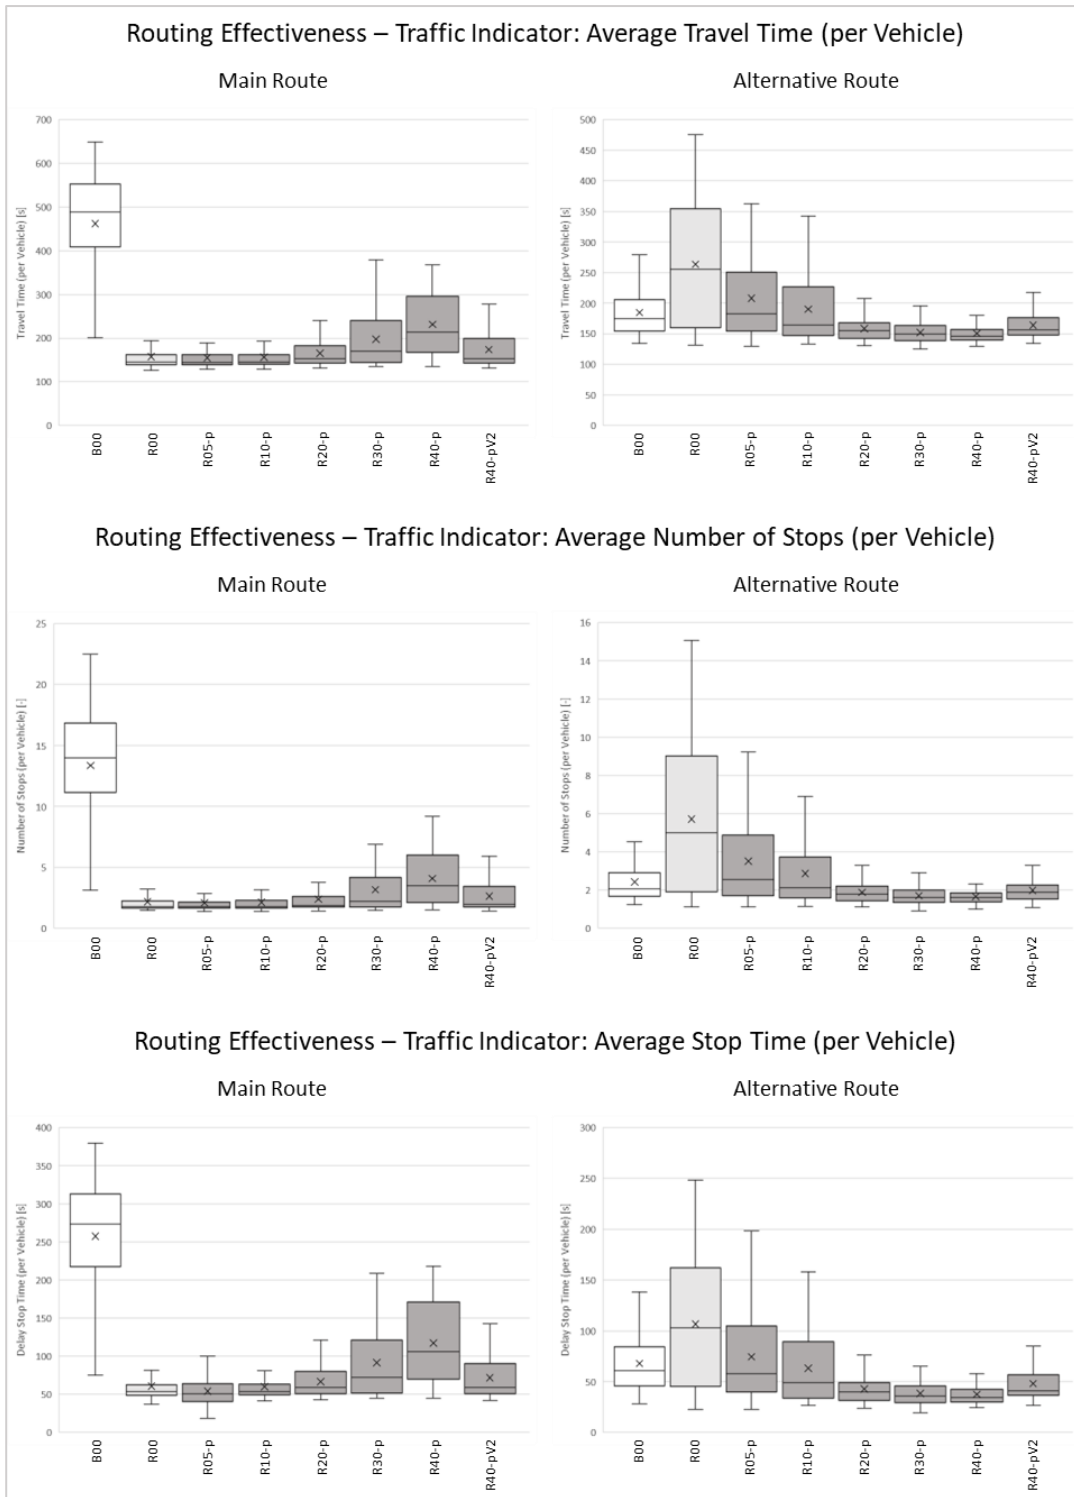 Routing Effectiveness – Traffic Indicator: Average Travel Time (per Vehicle)
Main Route
Alternative Route
Travel Time (per Vehicle) [s]
700
600
500
400
300
200
100
0
B00
R00
R05-p
R10-p
R20-p
R30-p
R40-p
R40-pV2
Travel Time (per Vehicle) [s]
500
450
400
350
300
250
200
150
100
50
0
B00
R00
R05-p
R10-p
R20-p
R30-p
R40-p
R40-pV2
Routing Effectiveness – Traffic Indicator: Average Number of Stops (per Vehicle)
Main Route
Alternative Route
Number of Stops (per Vehicle) [-]
25
20
15
10
5
0
B00
R00
R05-p
R10-p
R20-p
R30-p
R40-p
R40-pV2
Number of Stops (per Vehicle) [-]
16
14
12
10
8
6
4
2
0
B00
R00
R05-p
R10-p
R20-p
R30-p
R40-p
R40-pV2
Routing Effectiveness – Traffic Indicator: Average Stop Time (per Vehicle)
Main Route
Alternative Route
Delay Stop Time (per Vehicle) [s]
400
350
300
250
200
150
100
50
0
B00
R00
R05-p
R10-p
R20-p
R30-p
R40-p
R40-pV2
Delay Stop Time (per Vehicle) [s]
300
250
200
150
100
50
0
B00
R00
R05-p
R10-p
R20-p
R30-p
R40-p
R40-pV2